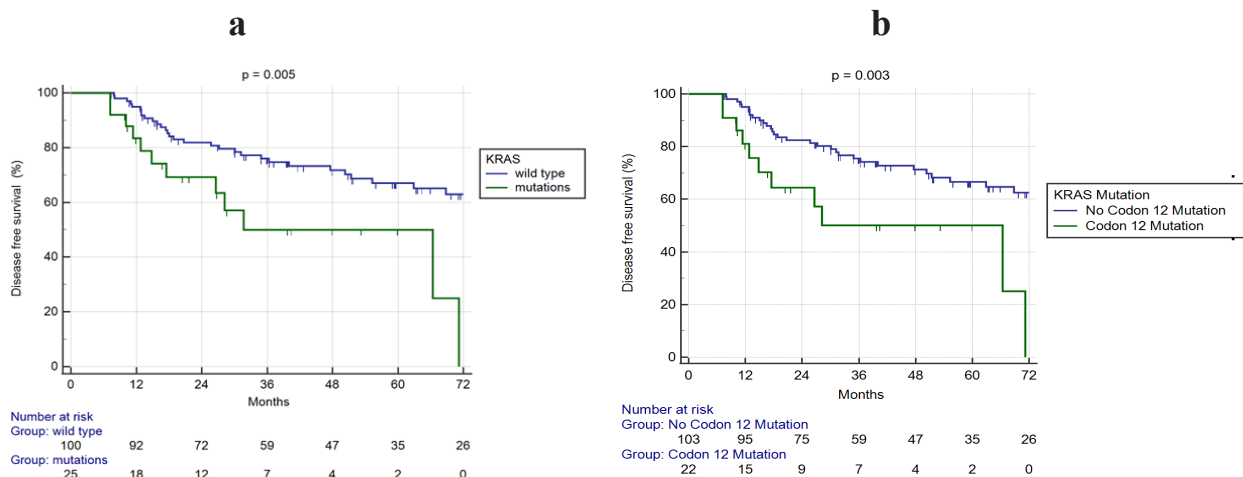 a
p = 0.005
100
80
60
40
20
0
Disease free survival (%)
0 12 24 36 48 60 72
Months
KRAS
wild type
mutations
Number at risk
Group: wild type
100 92 72 59 47 35 26
Group: mutations
25 18 12 7 4 2 0
b
p = 0.003
100
80
60
40
20
0
Disease free survival (%)
0 12 24 36 48 60 72
Months
KRAS Mutation
No Codon 12 Mutation
Codon 12 Mutation
Number at risk
Group: No Codon 12 Mutation
103 95 75 59 47 35 26
Group: Codon 12 Mutation
22 15 9 7 4 2 0